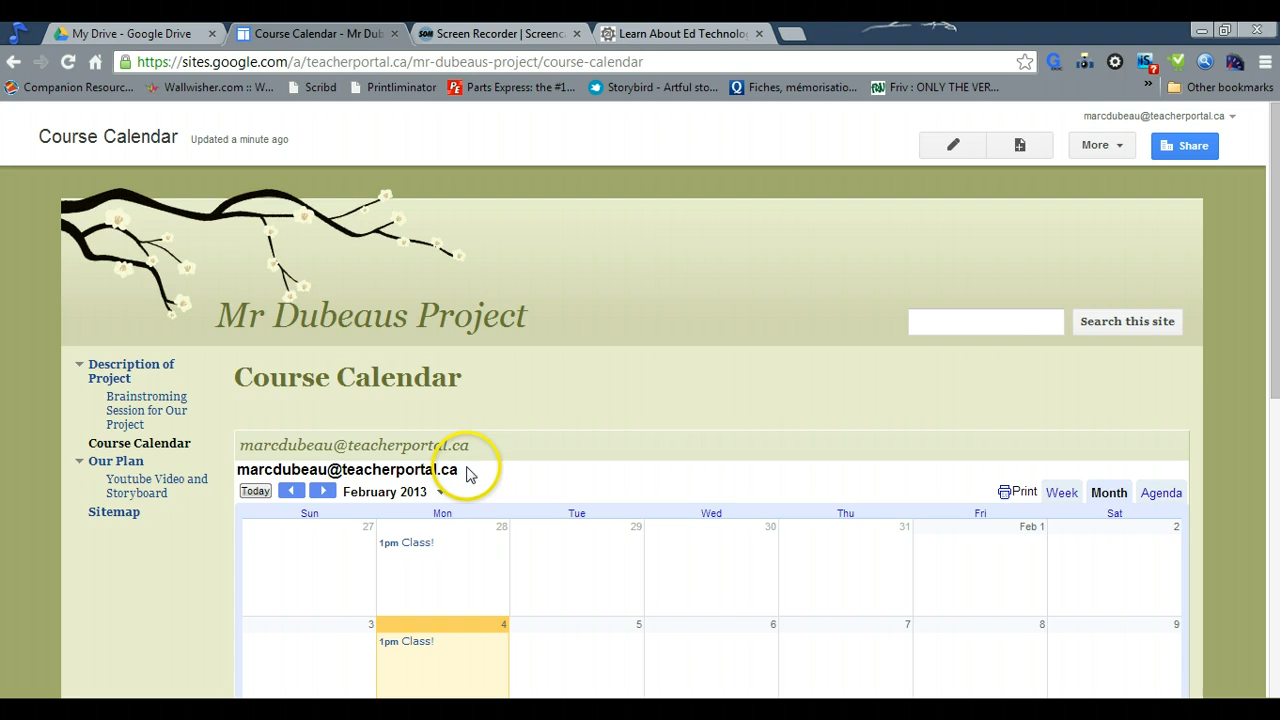 My Drive - Google Drive
Course Calendar - Mr Dub
Screen Recorder | Screenc
Learn About Ed Technolo
https://sites.google.com/a/teacherportal.ca/mr-dubeaus-project/course-calendar
Companion Resourc...
Wallwisher.com :: W...
Scribd
Printliminator
Parts Express: the #1...
Storybird - Artful sto...
Fiches, mémorisatio...
Friv : ONLY THE VER...
»
Other bookmarks
marcdubeau@teacherportal.ca
Course Calendar Updated a minute ago
More
Share
Mr Dubeaus Project
Search this site
Description of
Project
Brainstroming
Session for Our
Project
Course Calendar
Our Plan
Youtube Video and
Storyboard
Sitemap
Course Calendar
marcdubeau@teacherportal.ca
marcdubeau@teacherportal.ca
Today February 2013 Print Week Month Agenda
Sun Mon Tue Wed Thu Fri Sat
27 28 29 30 31 Feb 1 2
1pm Class!
3 4 5 6 7 8 9
1pm Class!